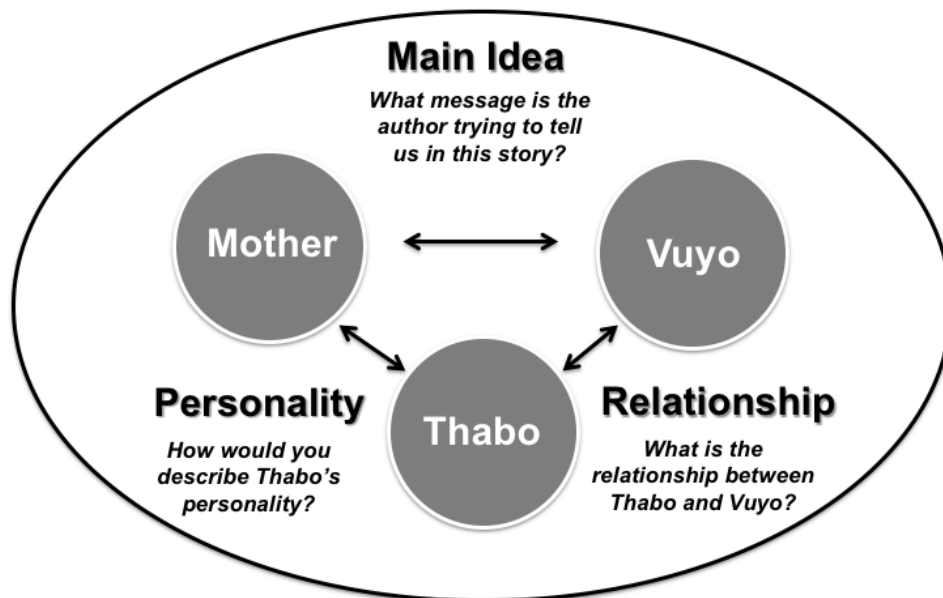 Main Idea
What message is the
author trying to tell
us in this story?
Mother
Vuyo
Thabo
Personality
How would you
describe Thabo's
personality?
Relationship
What is the
relationship between
Thabo and Vuyo?